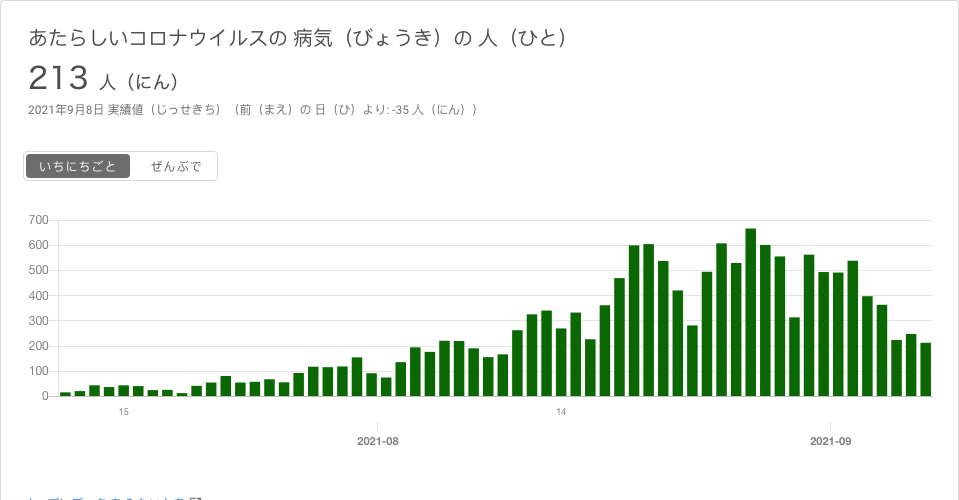 あたらしいコロナウイルスの 病気（びょうき）の 人（ひと）
213 人（にん）
2021年9月8日 実績値（じっせきち）（前（まえ）の 日（ひ）より: -35 人（にん））
いちにちごと ぜんぶで
700
600
500
400
300
200
100
0
15 14
2021-08 2021-09